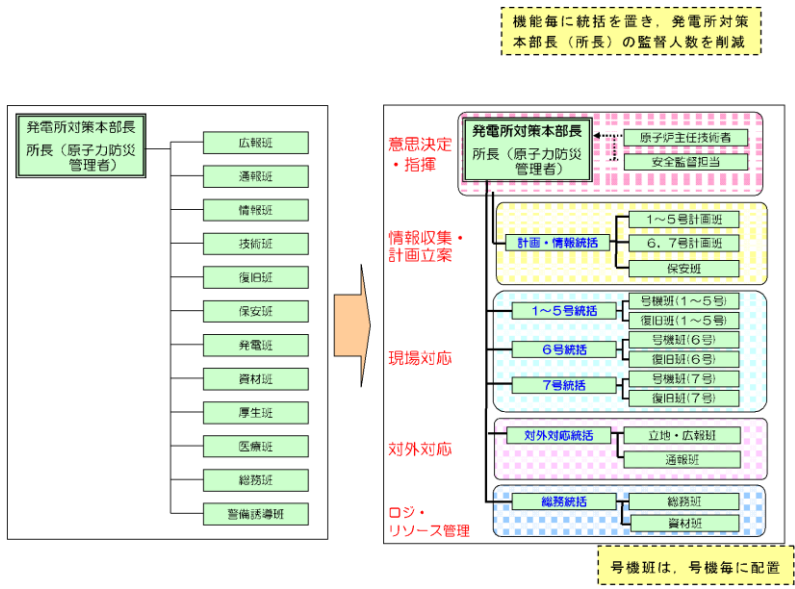 機能毎に統括を置き，発電所対策
本部長（所長）の監督人数を削減
発電所対策本部長
所長（原子力防災
管理者）
広報班
通報班
情報班
技術班
復旧班
保安班
発電班
資材班
厚生班
医療班
総務班
警備誘導班
意思決定
・指揮
発電所対策本部長
所長（原子力防災
管理者）
原子炉主任技術者
安全監督担当
情報収集・
計画立案
計画・情報統括
１～５号計画班
６，７号計画班
保安班
現場対応
１～５号統括
号機班(１～５号)
復旧班(１～５号)
６号統括
号機班(６号)
復旧班(６号)
７号統括
号機班(７号)
復旧班(７号)
対外対応
対外対応統括
立地・広報班
通報班
ロジ・
リソース管理
総務統括
総務班
資材班
号機班は，号機毎に配置